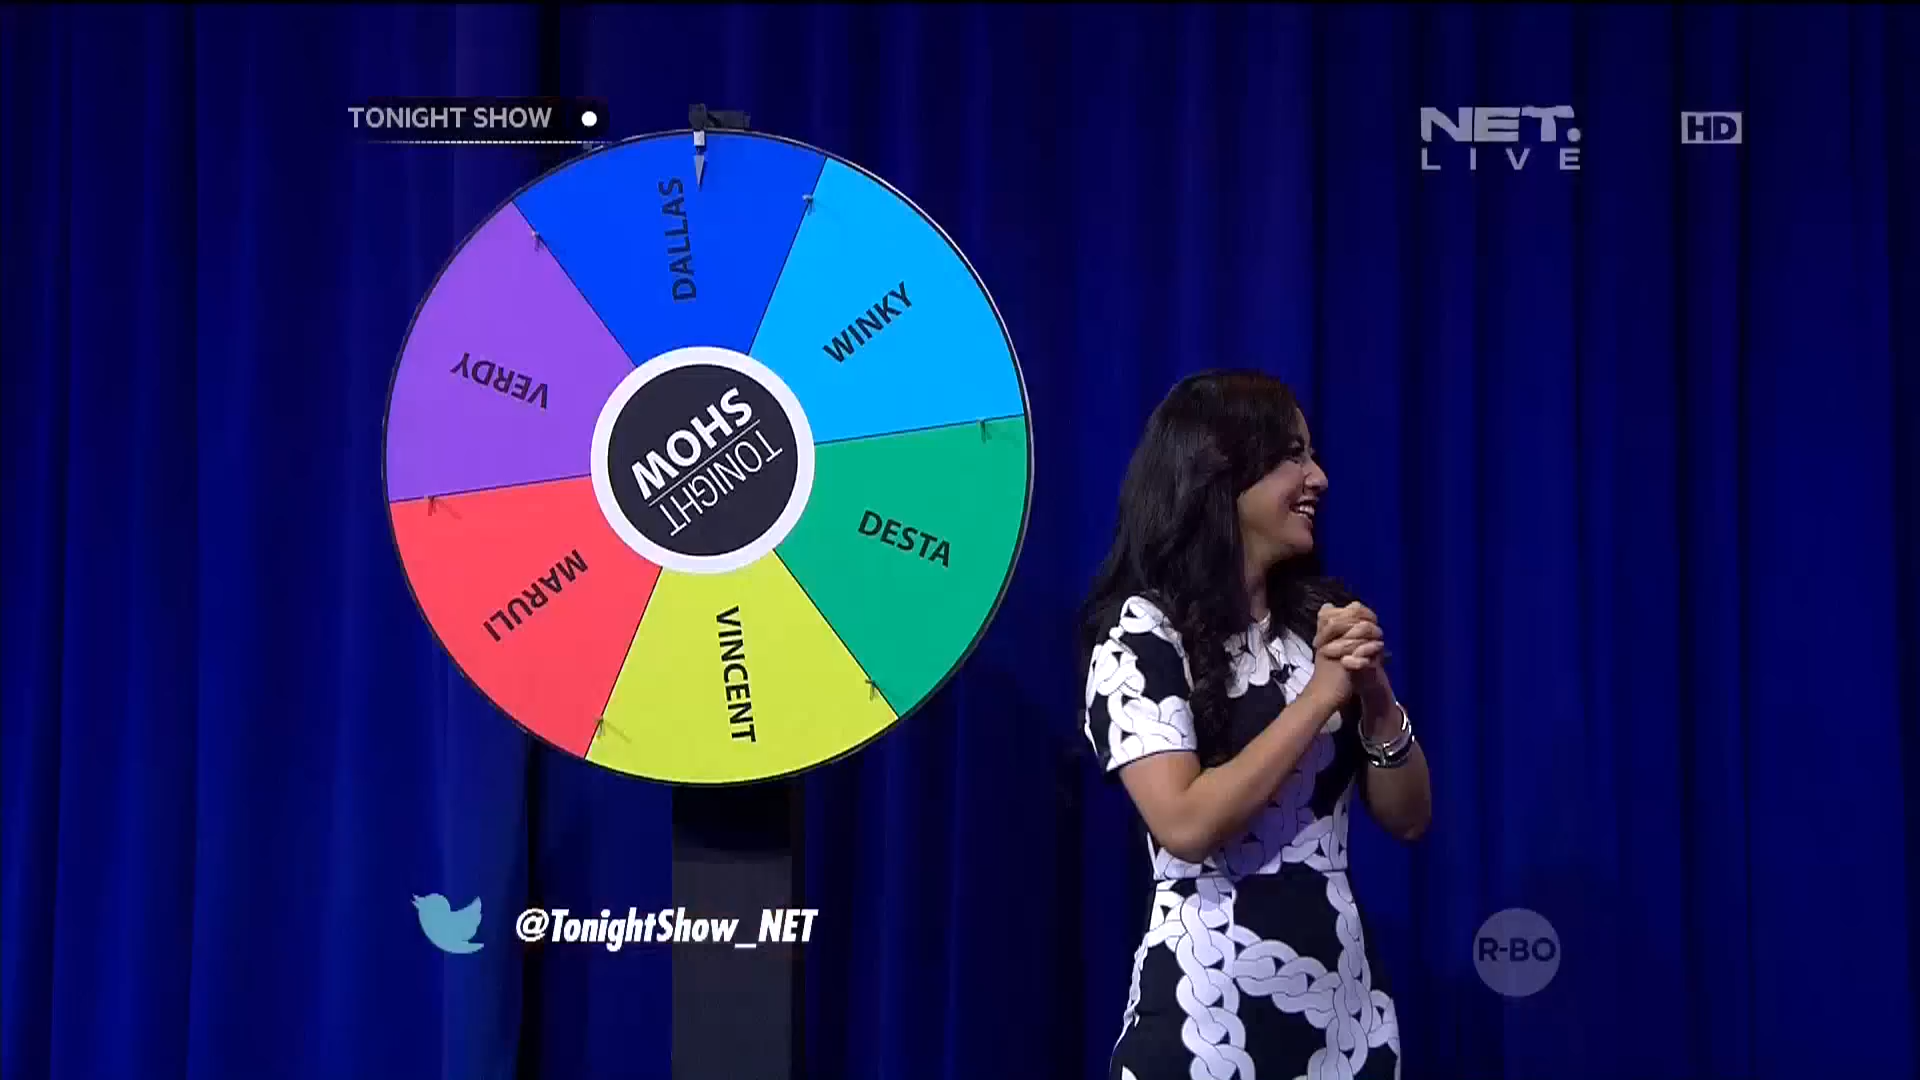 TONIGHT SHOW
NET.
LIVE
HD
DALLAS
WINKY
VERDY
DESTA
TONIGHT
SHOW
MARULI
VINCENT
@TonightShow_NET
R-BO